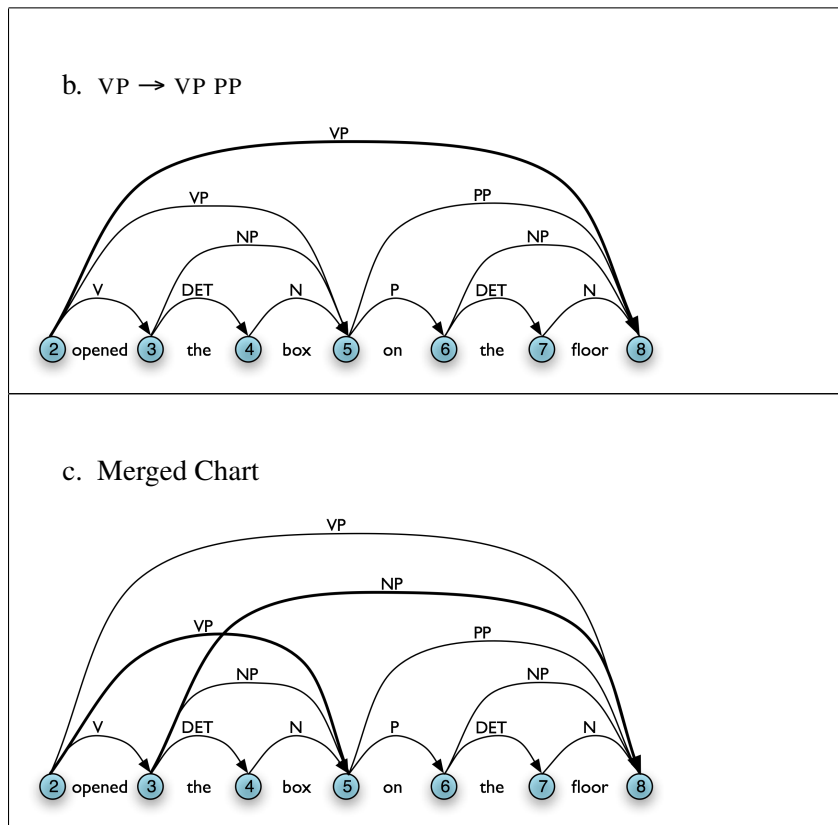 b. VP → VP PP
VP
VP PP
NP NP
V DET N P DET N
2 opened 3 the 4 box 5 on 6 the 7 floor 8
c. Merged Chart
VP
NP
VP PP
NP NP
V DET N P DET N
2 opened 3 the 4 box 5 on 6 the 7 floor 8